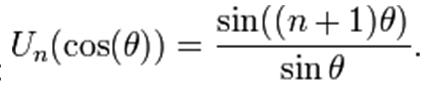 : U_n(cos(θ)) = sin((n + 1)θ) / sin θ.